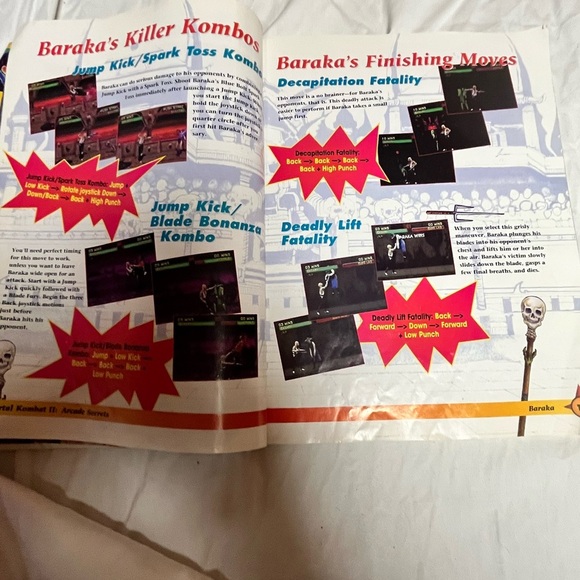 Baraka's Killer Kombos
Jump Kick/Spark Toss Komb
Baraka can do serious damage to his opponents by
Jump Kick with a Spark Toss. Shoot Baraka's Blue
immediately after launching a Jump Kick.
you start the Jump
hold the joystick
you can turn the joys
quarter circle after you
first hit
sary.
Jump Kick/Spark Toss Kombo: Jump +
Low Kick —> Rotate joystick Down —>
Down/Back —> Back + High Punch
Jump Kick/
Blade Bonanza
Kombo
You'll need perfect timing
for this move to work,
unless you want to leave
Baraka wide open for an
attack. Start with a Jump
Kick quickly followed with
a Blade Fury. Begin the three
Back joystick motions
just before
Baraka hits his
opponent.
Jump Kick/Blade Bonanza
Jump Low Kick —>
Back —> Back —> Back
Low Punch
rtal Kombat II: Arcade Secrets
Baraka's Finishing Moves
Decapitation Fatality
This move is a no brainer—for Baraka's
opponents, that is. This deadly attack is
easier to perform if Baraka takes a small
jump first.
Decapitation Fatality:
Back —> Back —> Back —>
Back + High Punch
Deadly Lift
Fatality
BARAKA WINS
When you select this grisly
maneuver, Baraka plunges his
blades into his opponent's
chest and lifts him or her into
the air. Baraka's victim slowly
slides down the blade, gasps a
few final breaths, and dies.
Deadly Lift Fatality: Back —>
Forward —> Down —> Forward
+ Low Punch
Baraka